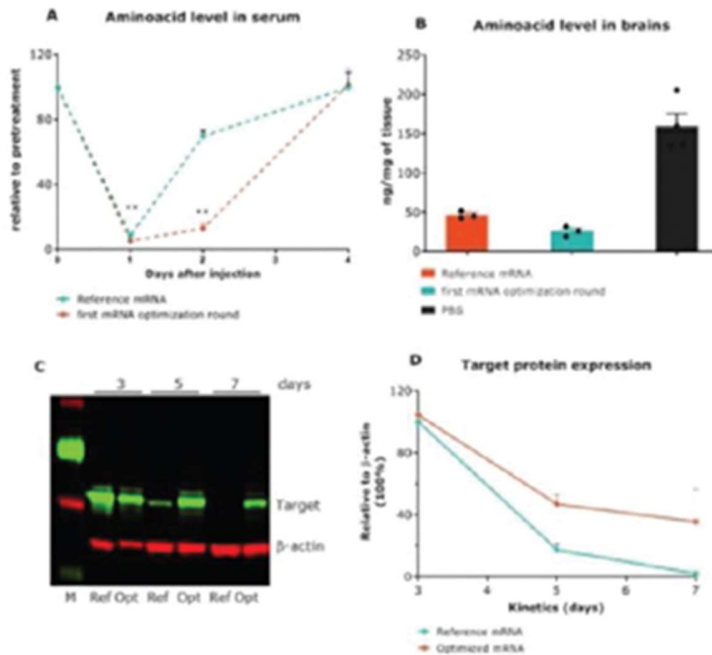 A
Aminoacid level in serum
relative to pretreatment
120
80
40
0
**
**
0
1
2
4
Days after injection
Reference mRNA
first mRNA optimization round
B
Aminoacid level in brains
ng/mg of tissue
250
200
150
100
50
0
Reference mRNA
first mRNA optimization round
PBS
C
3 5 7 days
Target
β-actin
M Ref Opt Ref Opt Ref Opt
D
Target protein expression
Relative to β-actin
(100%)
120
80
40
0
3 4 5 6 7
Kinetics (days)
Reference mRNA
Optimized mRNA